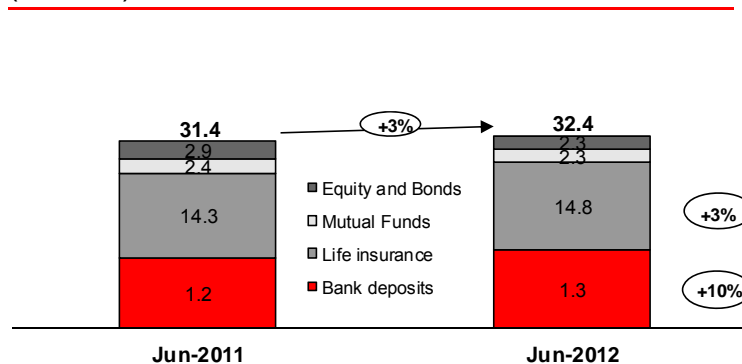 31.4
+3%
32.4
2.9
2.3
2.4
2.3
Equity and Bonds
Mutual Funds
14.3
14.8
+3%
Life insurance
1.2
1.3
+10%
Bank deposits
Jun-2011
Jun-2012